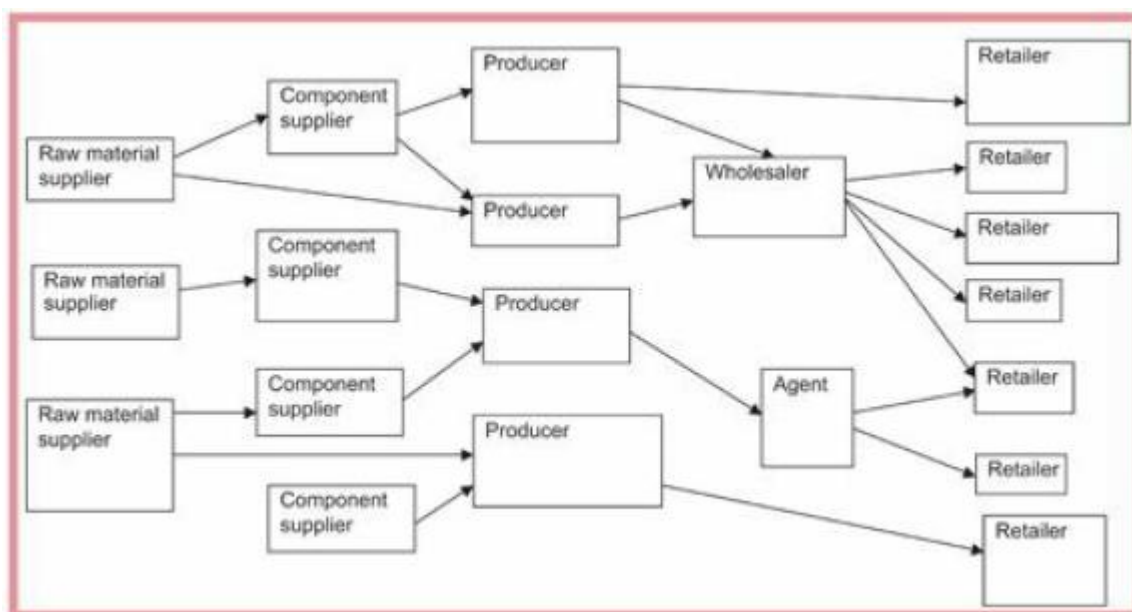 Producer
Retailer
Component
supplier
Raw material
supplier
Retailer
Wholesaler
Producer
Retailer
Component
supplier
Raw material
supplier
Retailer
Producer
Component
supplier
Agent
Retailer
Raw material
supplier
Producer
Retailer
Component
supplier
Retailer